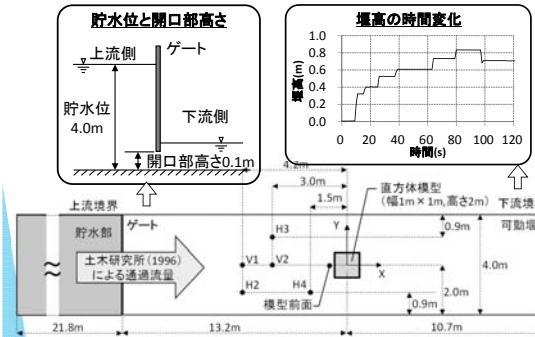 貯水位と開口部高さ
上流側
ゲート
貯水位
4.0m
下流側
開口部高さ0.1m
堰高の時間変化
堰高(m)
1.0
0.8
0.6
0.4
0.2
0.0
0 20 40 60 80 100 120
時間(s)
4.2m
3.0m
1.5m
直方体模型
(幅1m×1m,高さ2m)
下流境
可動堰
上流境界
ゲート
貯水部
土木研究所(1996)
による通過流量
H3
V1
V2
H2
H4
Y
X
模型前面
0.9m
4.0m
2.0m
0.9m
21.8m
13.2m
10.7m